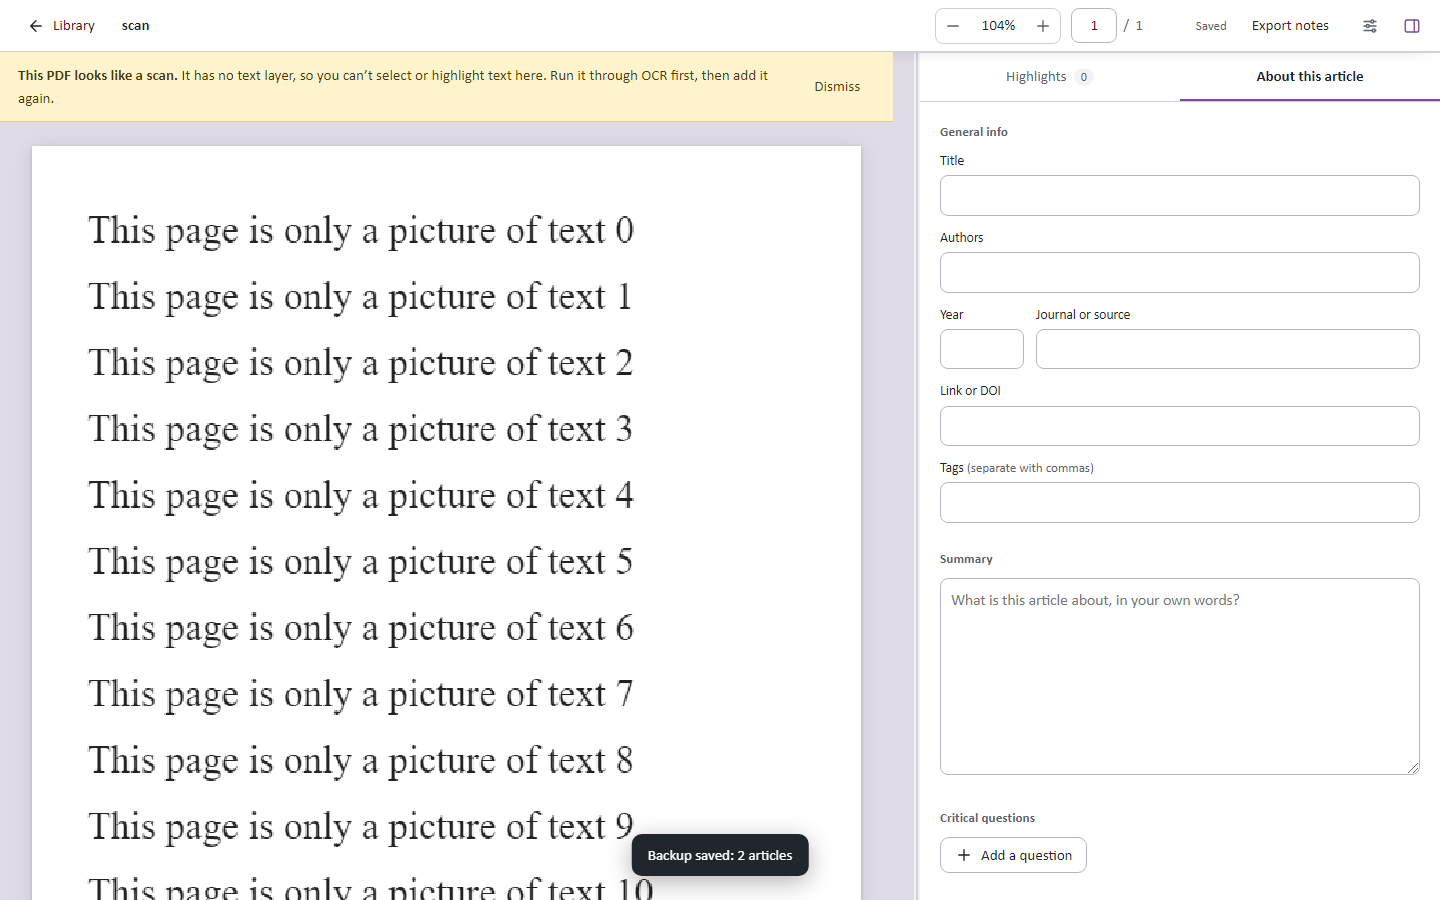 Library
scan
104%
1 / 1
Saved
Export notes
This PDF looks like a scan. It has no text layer, so you can’t select or highlight text here. Run it through OCR first, then add it
again.
Dismiss
This page is only a picture of text 0
This page is only a picture of text 1
This page is only a picture of text 2
This page is only a picture of text 3
This page is only a picture of text 4
This page is only a picture of text 5
This page is only a picture of text 6
This page is only a picture of text 7
This page is only a picture of text 8
This page is only a picture of text 9
This page is only a picture of text 10
Backup saved: 2 articles
Highlights 0
About this article
General info
Title
Authors
Year
Journal or source
Link or DOI
Tags (separate with commas)
Summary
What is this article about, in your own words?
Critical questions
Add a question